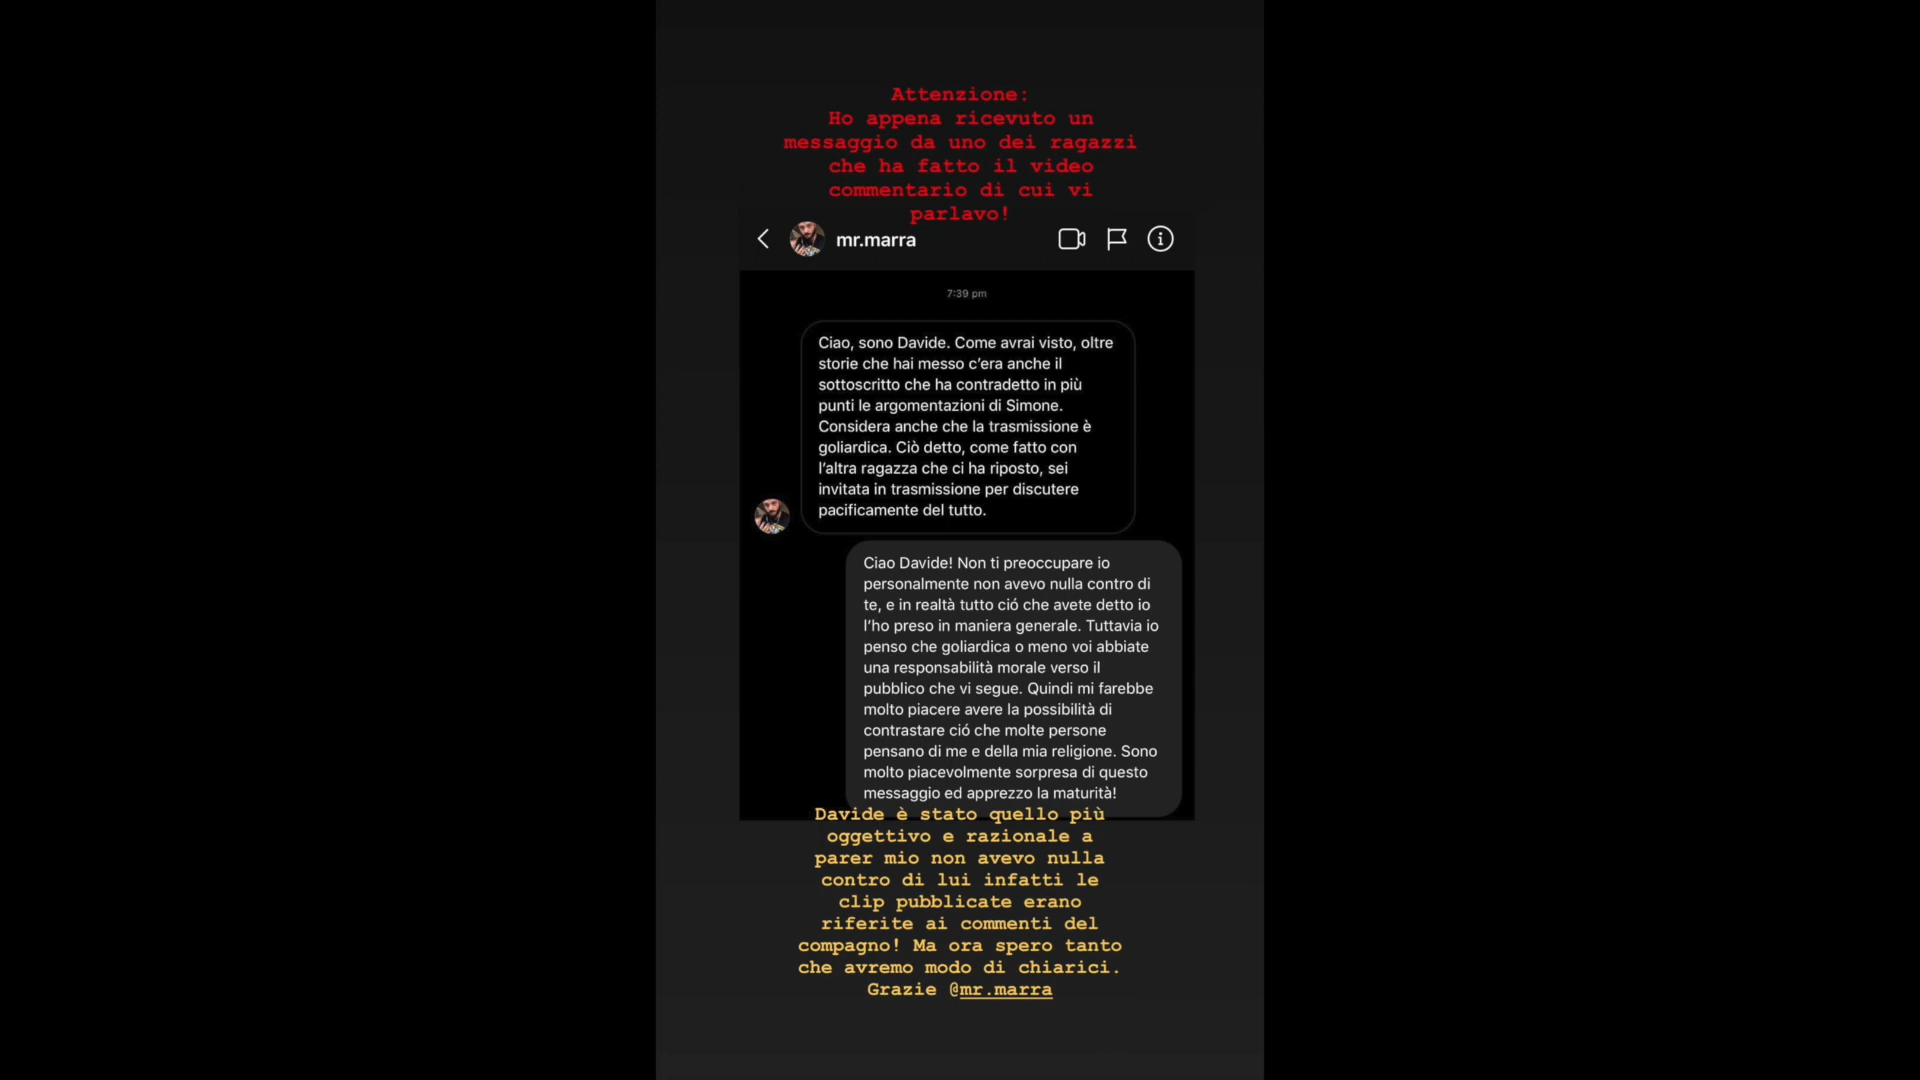 Attenzione:
Ho appena ricevuto un
messaggio da uno dei ragazzi
che ha fatto il video
commentario di cui vi
parlavo!
mr.marra
7:39 pm
Ciao, sono Davide. Come avrai visto, oltre
storie che hai messo c'era anche il
sottoscritto che ha contradetto in più
punti le argomentazioni di Simone.
Considera anche che la trasmissione è
goliardica. Ciò detto, come fatto con
l'altra ragazza che ci ha riposto, sei
invitata in trasmissione per discutere
pacificamente del tutto.
Ciao Davide! Non ti preoccupare io
personalmente non avevo nulla contro di
te, e in realtà tutto ció che avete detto io
l'ho preso in maniera generale. Tuttavia io
penso che goliardica o meno voi abbiate
una responsabilità morale verso il
pubblico che vi segue. Quindi mi farebbe
molto piacere avere la possibilità di
contrastare ció che molte persone
pensano di me e della mia religione. Sono
molto piacevolmente sorpresa di questo
messaggio ed apprezzo la maturità!
Davide è stato quello più
oggettivo e razionale a
parer mio non avevo nulla
contro di lui infatti le
clip pubblicate erano
riferite ai commenti del
compagno! Ma ora spero tanto
che avremo modo di chiarici.
Grazie @mr.marra